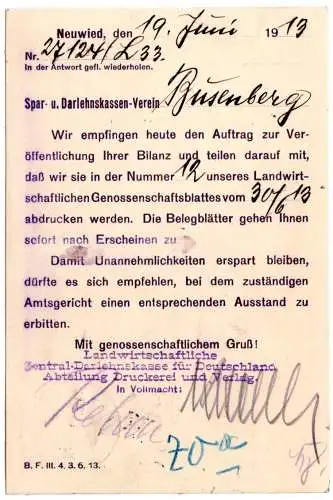 Neuwied, den 19. Juni 1913
Nr. 27124/L33.
In der Antwort gefl. wiederholen.
Spar- u. Darlehnskassen-Verein Busenberg
Wir empfingen heute den Auftrag zur Ver-
öffentlichung Ihrer Bilanz und teilen darauf mit,
daß wir sie in der Nummer 12 unseres Landwirt-
schaftlichen Genossenschaftsblattes vom 30/6 13
abdrucken werden. Die Belegblätter gehen Ihnen
sofort nach Erscheinen zu
Damit Unannehmlichkeiten erspart bleiben,
dürfte es sich empfehlen, bei dem zuständigen
Amtsgericht einen entsprechenden Ausstand zu
erbitten.
Mit genossenschaftlichem Gruß!
Landwirtschaftliche
Zentral-Darlehnskasse für Deutschland
Abteilung Druckerei und Verlag.
In Vollmacht:
B. F. III. 4. 3. 6. 13.